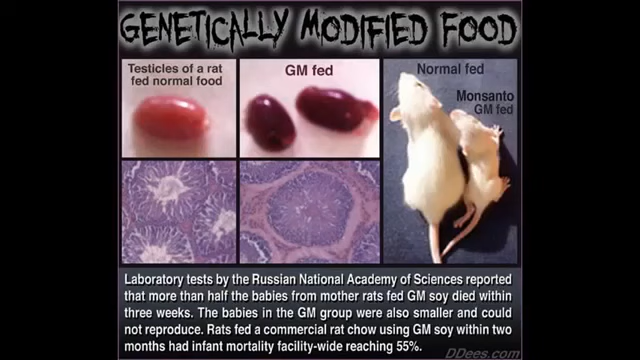 GENETICALLY MODIFIED FOOD
Testicles of a rat
fed normal food
GM fed
Normal fed
Monsanto
GM fed
Laboratory tests by the Russian National Academy of Sciences reported
that more than half the babies from mother rats fed GM soy died within
three weeks. The babies in the GM group were also smaller and could
not reproduce. Rats fed a commercial rat chow using GM soy within two
months had infant mortality facility-wide reaching 55%.
DDees.com